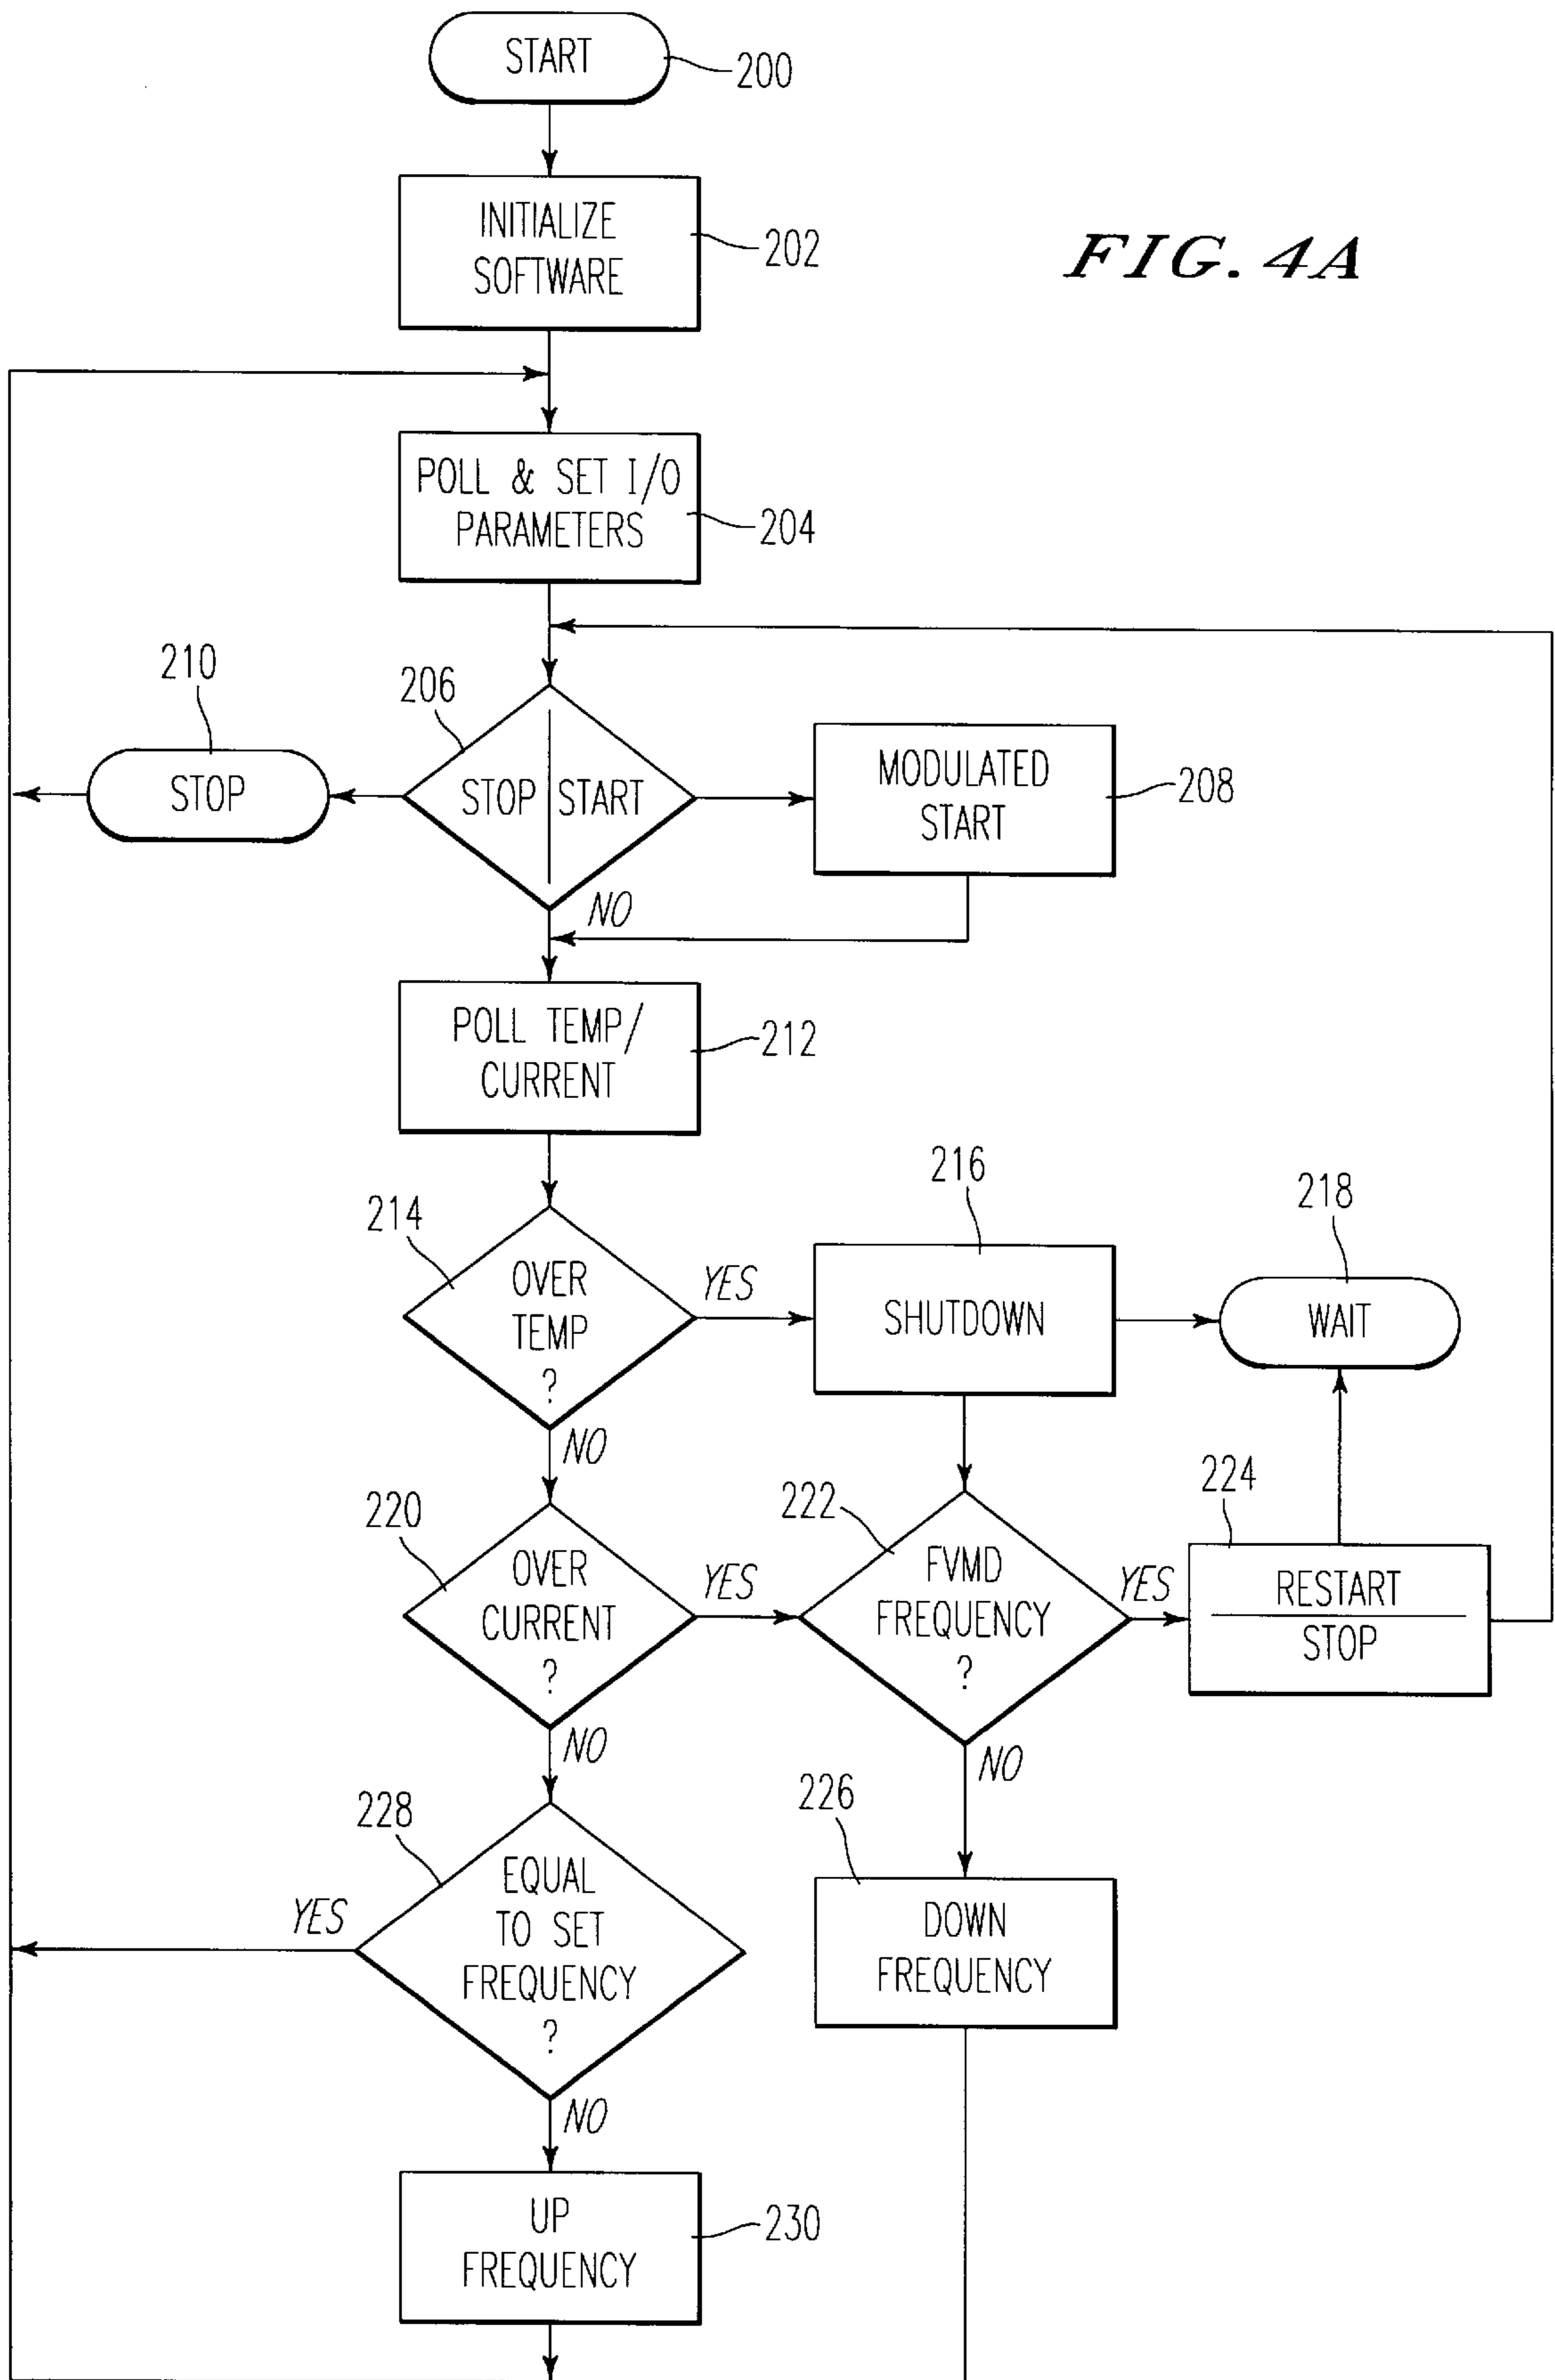 START
200
INITIALIZE
SOFTWARE
202
FIG. 4A
POLL & SET I/O
PARAMETERS
204
210
STOP
206
STOP START
MODULATED
START
208
NO
POLL TEMP/
CURRENT
212
214
OVER
TEMP
?
YES
216
SHUTDOWN
218
WAIT
NO
220
OVER
CURRENT
?
YES
222
FVMD
FREQUENCY
?
YES
224
RESTART
STOP
NO
NO
228
EQUAL
TO SET
FREQUENCY
?
YES
226
DOWN
FREQUENCY
NO
UP
FREQUENCY
230